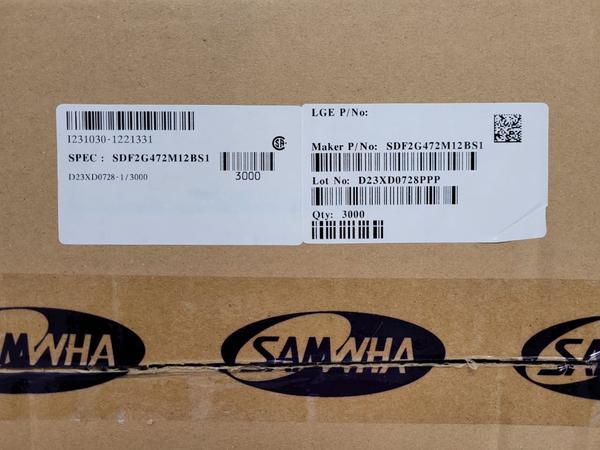 I231030-1221331
SPEC : SDF2G472M12BS1
3000
D23XD0728-1/3000
LGE P/No:
Maker P/No: SDF2G472M12BS1
Lot No: D23XD0728PPP
Qty: 3000
SAMWHA
SAMWHA
SA